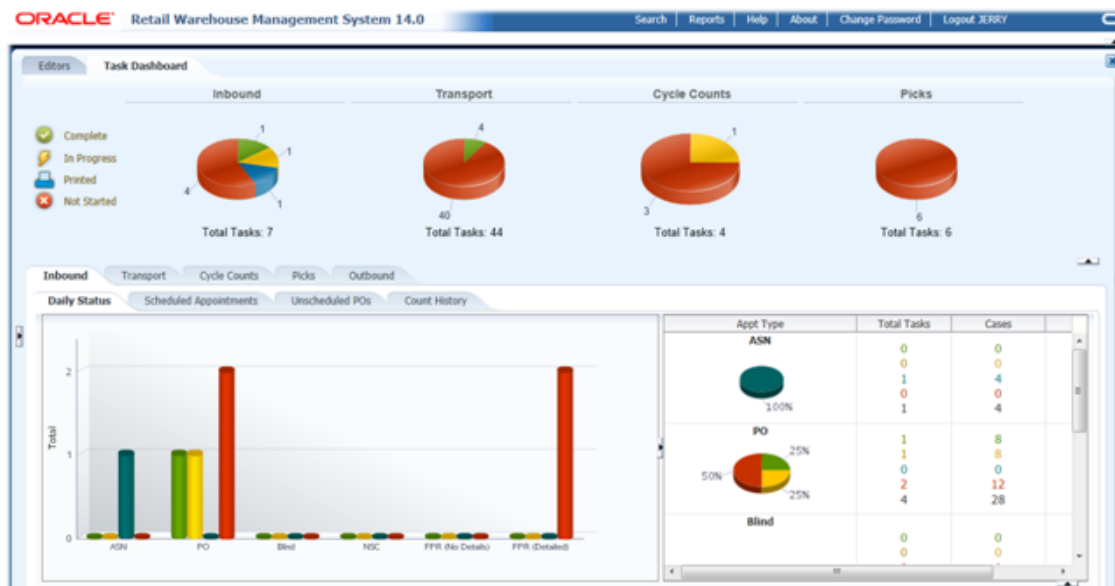 ORACLE® Retail Warehouse Management System 14.0
Search Reports Help About Change Password Logout JERRY
Editors Task Dashboard
Inbound Transport Cycle Counts Picks
Complete
In Progress
Printed
Not Started
1
1
1
4
Total Tasks: 7
4
40
Total Tasks: 44
1
3
Total Tasks: 4
6
Total Tasks: 6
Inbound Transport Cycle Counts Picks Outbound
Daily Status Scheduled Appointments Unscheduled POs Count History
Total
2
1
0
ASN PO Blind NSC FPR (No Details) FPR (Detailed)
Appt Type Total Tasks Cases
ASN
100%
0 0
0 0
1 4
0 0
1 4
PO
25%
50%
25%
1 8
1 8
0 0
2 12
4 28
Blind
0 0
0 0